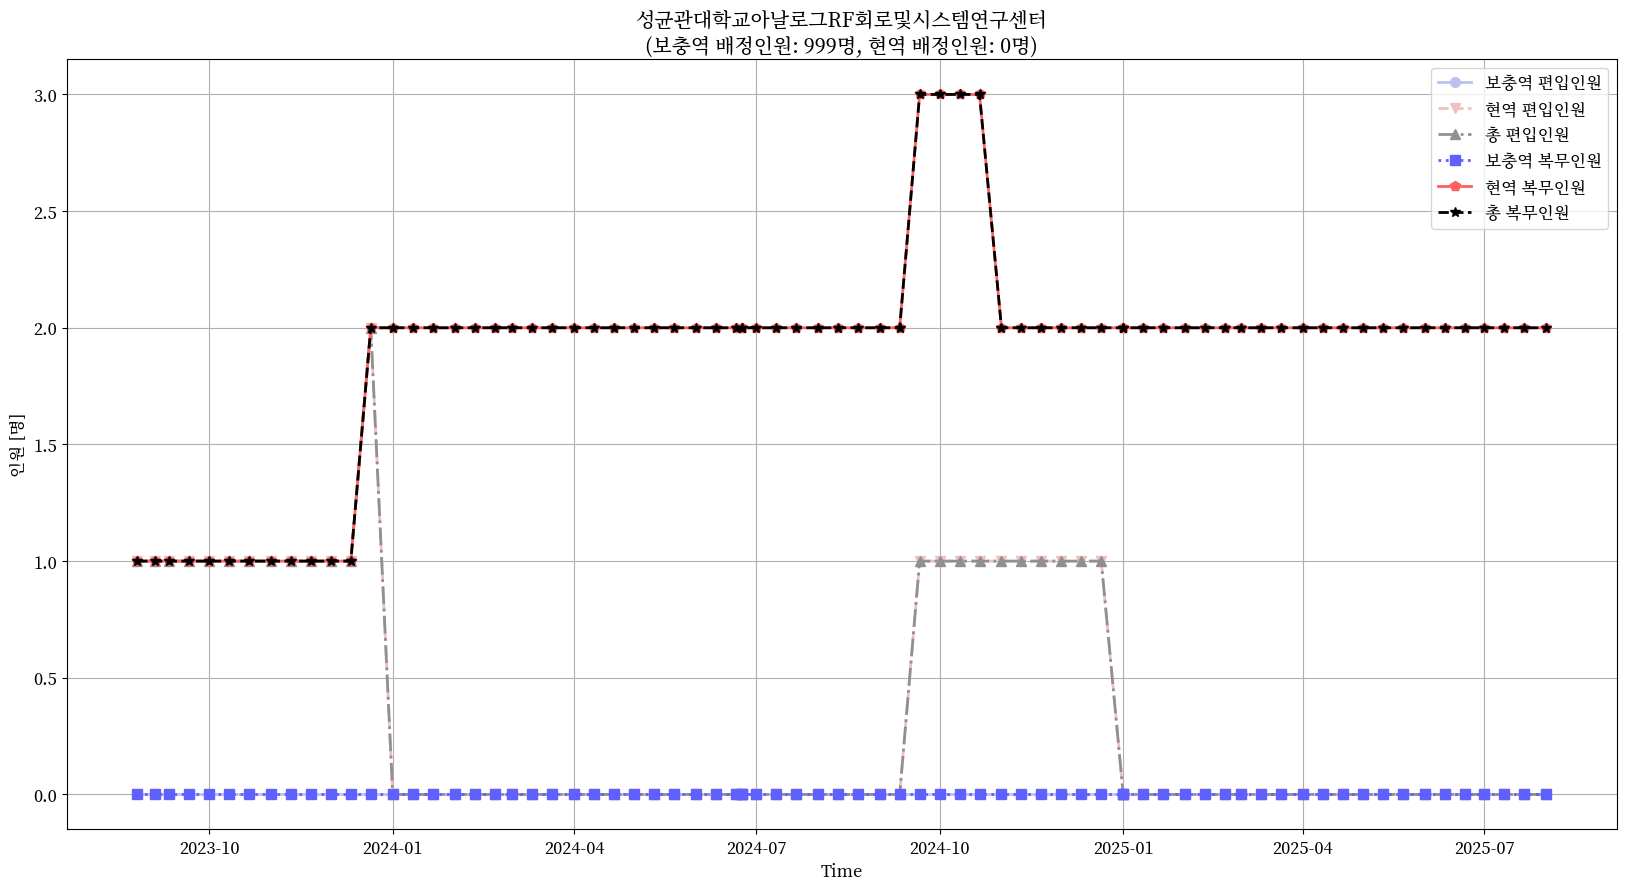 성균관대학교아날로그RF회로및시스템연구센터
(보충역 배정인원: 999명, 현역 배정인원: 0명)
3.0
2.5
2.0
1.5
1.0
0.5
0.0
인원 [명]
보충역 편입인원
현역 편입인원
총 편입인원
보충역 복무인원
현역 복무인원
총 복무인원
2023-10
2024-01
2024-04
2024-07
2024-10
2025-01
2025-04
2025-07
Time